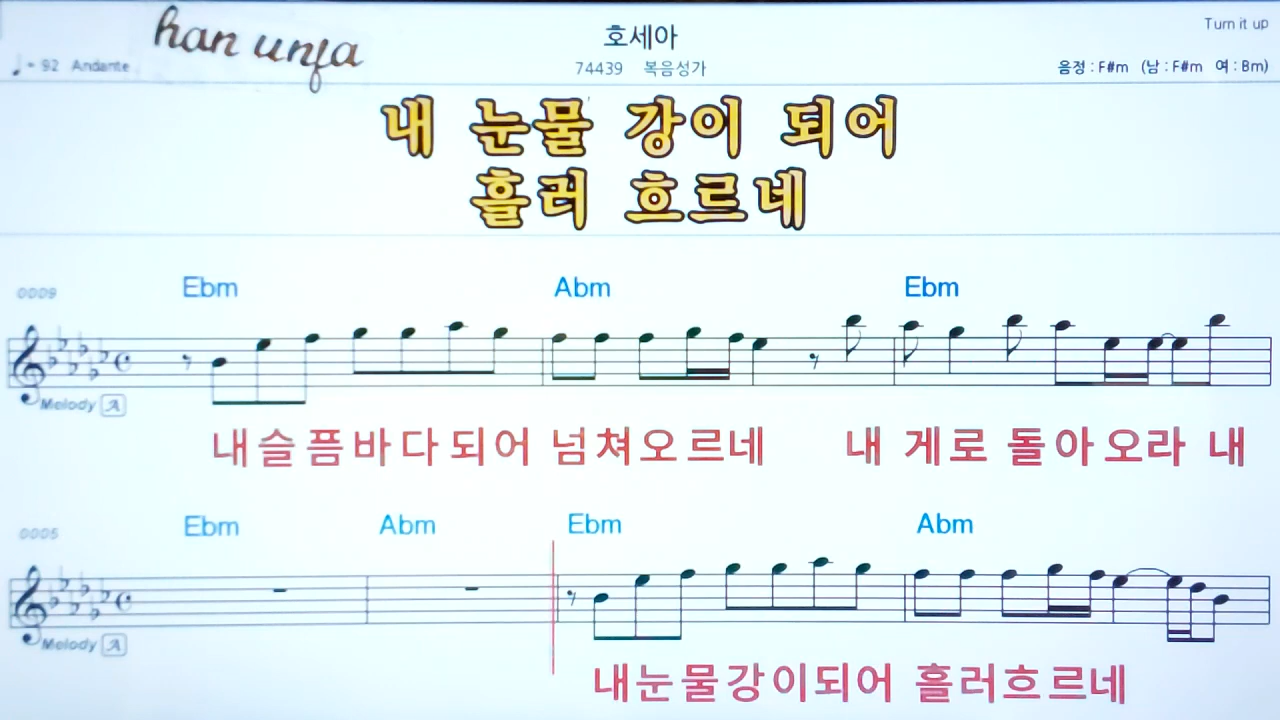 han unfa
호세아
Turn it up
♩= 92 Andante
74439 복음성가
음정 : F#m (남 : F#m 여 : Bm)
내 눈물 강이 되어
흘러 흐르네
0009 Ebm Abm Ebm
Melody A
내슬픔바다되어 넘쳐오르네 내 게로 돌아오라 내
0005 Ebm Abm Ebm Abm
Melody A
내눈물강이되어 흘러흐르네